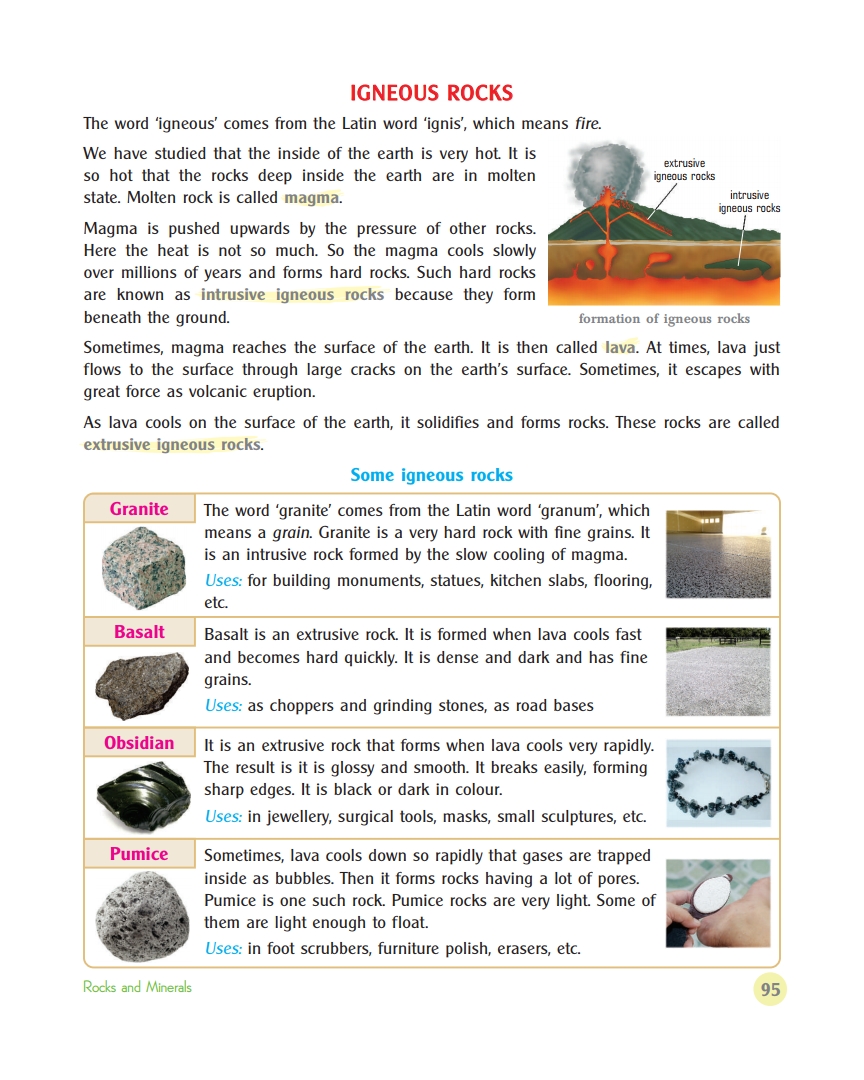 IGNEOUS ROCKS
The word ‘igneous’ comes from the Latin word ‘ignis’, which means fire.
We have studied that the inside of the earth is very hot. It is
so hot that the rocks deep inside the earth are in molten
state. Molten rock is called magma.
Magma is pushed upwards by the pressure of other rocks.
Here the heat is not so much. So the magma cools slowly
over millions of years and forms hard rocks. Such hard rocks
are known as intrusive igneous rocks because they form
beneath the ground.
extrusive
igneous rocks
intrusive
igneous rocks
formation of igneous rocks
Sometimes, magma reaches the surface of the earth. It is then called lava. At times, lava just
flows to the surface through large cracks on the earth’s surface. Sometimes, it escapes with
great force as volcanic eruption.
As lava cools on the surface of the earth, it solidifies and forms rocks. These rocks are called
extrusive igneous rocks.
Some igneous rocks
Granite
The word ‘granite’ comes from the Latin word ‘granum’, which
means a grain. Granite is a very hard rock with fine grains. It
is an intrusive rock formed by the slow cooling of magma.
Uses: for building monuments, statues, kitchen slabs, flooring,
etc.
Basalt
Basalt is an extrusive rock. It is formed when lava cools fast
and becomes hard quickly. It is dense and dark and has fine
grains.
Uses: as choppers and grinding stones, as road bases
Obsidian
It is an extrusive rock that forms when lava cools very rapidly.
The result is it is glossy and smooth. It breaks easily, forming
sharp edges. It is black or dark in colour.
Uses: in jewellery, surgical tools, masks, small sculptures, etc.
Pumice
Sometimes, lava cools down so rapidly that gases are trapped
inside as bubbles. Then it forms rocks having a lot of pores.
Pumice is one such rock. Pumice rocks are very light. Some of
them are light enough to float.
Uses: in foot scrubbers, furniture polish, erasers, etc.
Rocks and Minerals
95